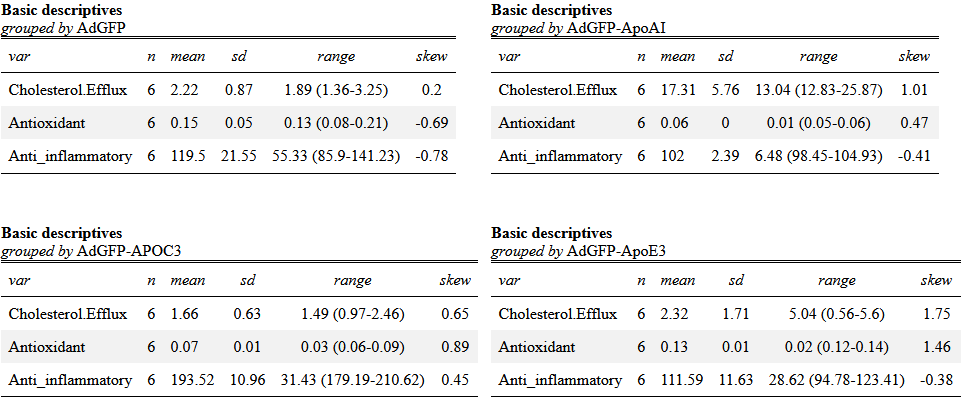 Basic descriptives
grouped by AdGFP
var n mean sd range skew
Cholesterol.Efflux 6 2.22 0.87 1.89 (1.36-3.25) 0.2
Antioxidant 6 0.15 0.05 0.13 (0.08-0.21) -0.69
Anti_inflammatory 6 119.5 21.55 55.33 (85.9-141.23) -0.78
Basic descriptives
grouped by AdGFP-ApoAI
var n mean sd range skew
Cholesterol.Efflux 6 17.31 5.76 13.04 (12.83-25.87) 1.01
Antioxidant 6 0.06 0 0.01 (0.05-0.06) 0.47
Anti_inflammatory 6 102 2.39 6.48 (98.45-104.93) -0.41
Basic descriptives
grouped by AdGFP-APOC3
var n mean sd range skew
Cholesterol.Efflux 6 1.66 0.63 1.49 (0.97-2.46) 0.65
Antioxidant 6 0.07 0.01 0.03 (0.06-0.09) 0.89
Anti_inflammatory 6 193.52 10.96 31.43 (179.19-210.62) 0.45
Basic descriptives
grouped by AdGFP-ApoE3
var n mean sd range skew
Cholesterol.Efflux 6 2.32 1.71 5.04 (0.56-5.6) 1.75
Antioxidant 6 0.13 0.01 0.02 (0.12-0.14) 1.46
Anti_inflammatory 6 111.59 11.63 28.62 (94.78-123.41) -0.38